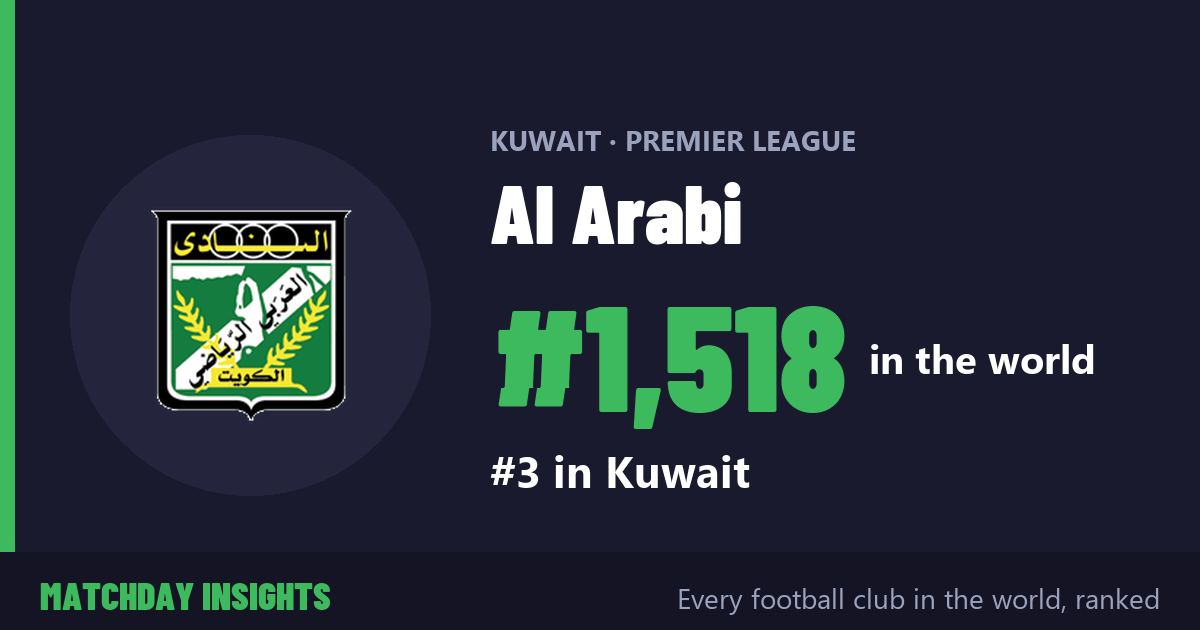 النادى
العربي الرياضي
الكويت
KUWAIT · PREMIER LEAGUE
Al Arabi
#1,518 in the world
#3 in Kuwait
MATCHDAY INSIGHTS
Every football club in the world, ranked